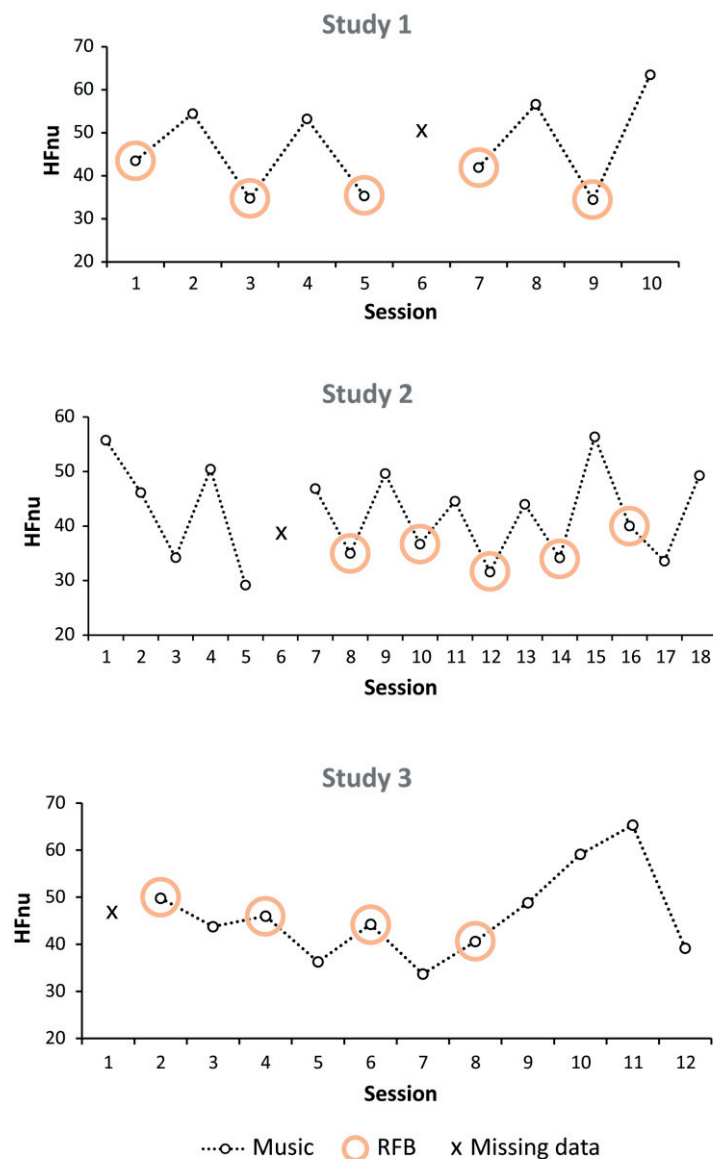 Study 1
HFnu
70
60
50
40
30
20
x
1 2 3 4 5 6 7 8 9 10
Session
Study 2
HFnu
60
50
40
30
20
x
1 2 3 4 5 6 7 8 9 10 11 12 13 14 15 16 17 18
Session
Study 3
HFnu
70
60
50
40
30
20
x
1 2 3 4 5 6 7 8 9 10 11 12
Session
Music RFB x Missing data